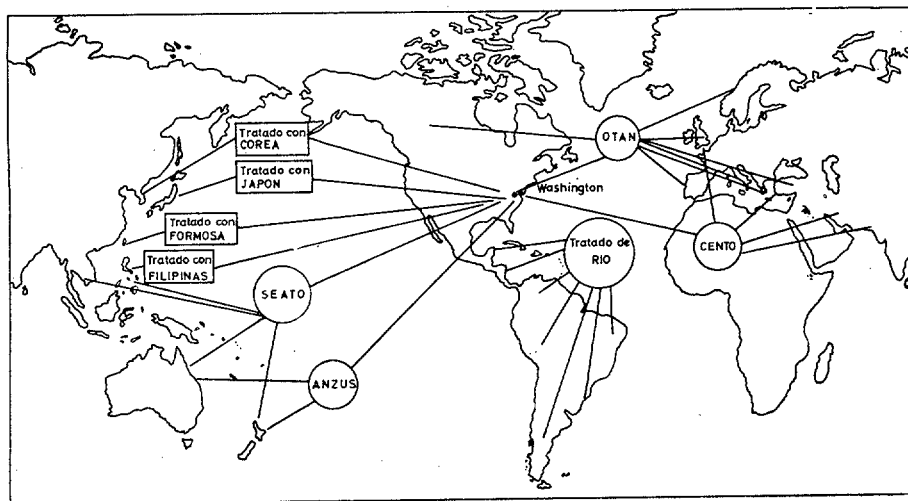 Tratado con
COREA
OTAN
Tratado con
JAPON
Washington
Tratado con
FORMOSA
Tratado de
RIO
CENTO
Tratado con
FILIPINAS
SEATO
ANZUS